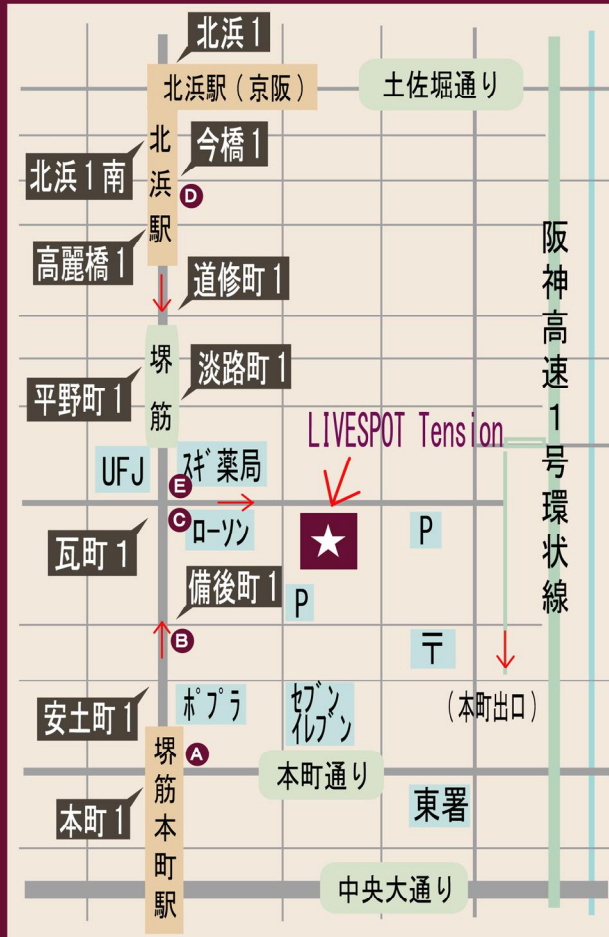 北浜1
北浜駅(京阪)
土佐堀通り
北浜駅
今橋1
北浜1南
D
高麗橋1
道修町1
阪神高速1号環状線
堺筋
淡路町1
平野町1
LIVESPOT Tension
UFJ
スギ薬局
E
C
ローソン
P
瓦町1
備後町1
P
B
〒
安土町1
ポプラ
セブン
イレブン
(本町出口)
堺筋本町駅
A
本町通り
本町1
東署
中央大通り